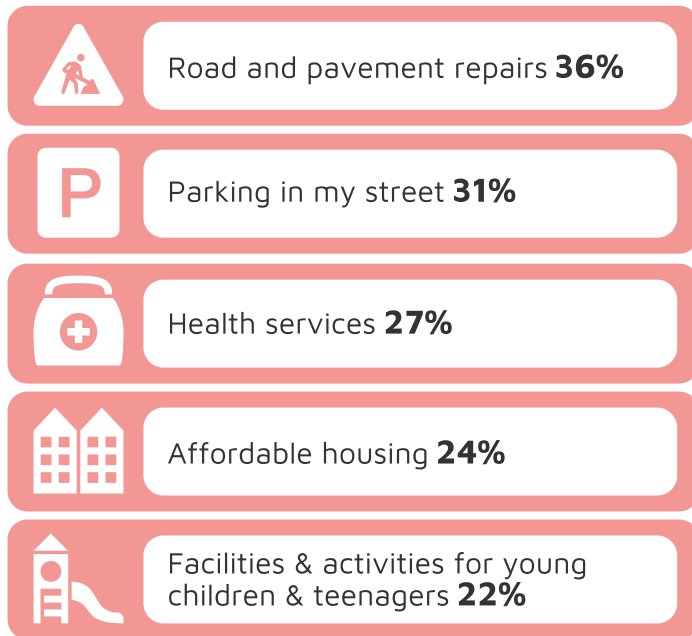 Road and pavement repairs 36%
P
Parking in my street 31%
Health services 27%
Affordable housing 24%
Facilities & activities for young
children & teenagers 22%